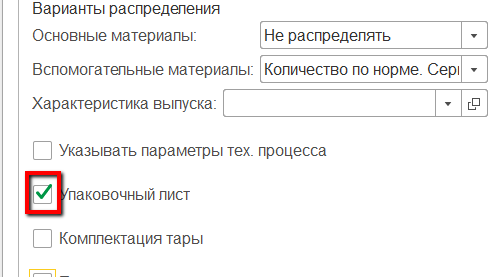 Варианты распределения
Основные материалы: Не распределять
Вспомогательные материалы: Количество по норме. Сери
Характеристика выпуска:
Указывать параметры тех. процесса
Упаковочный лист
Комплектация тары